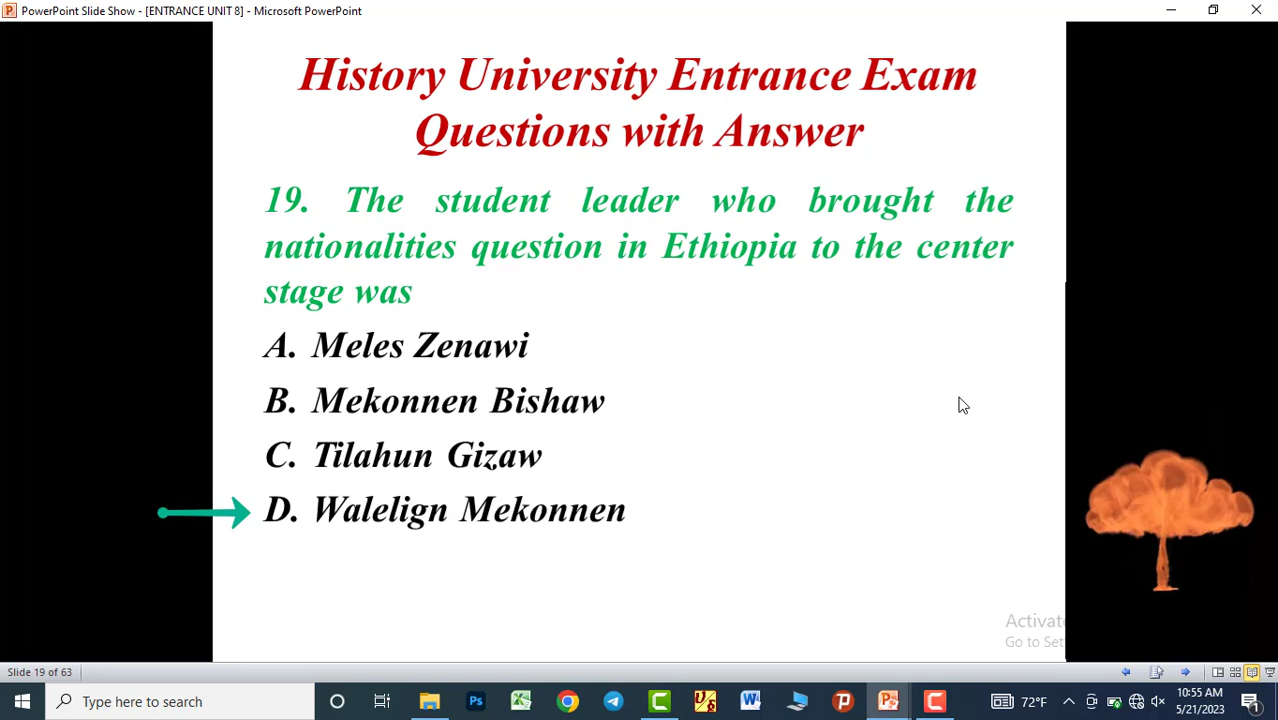 PowerPoint Slide Show - [ENTRANCE UNIT 8] - Microsoft PowerPoint
History University Entrance Exam
Questions with Answer
19. The student leader who brought the
nationalities question in Ethiopia to the center
stage was
A. Meles Zenawi
B. Mekonnen Bishaw
C. Tilahun Gizaw
D. Walelign Mekonnen
Activat
Go to Set
Slide 19 of 63
Type here to search
72°F
10:55 AM
5/21/2023